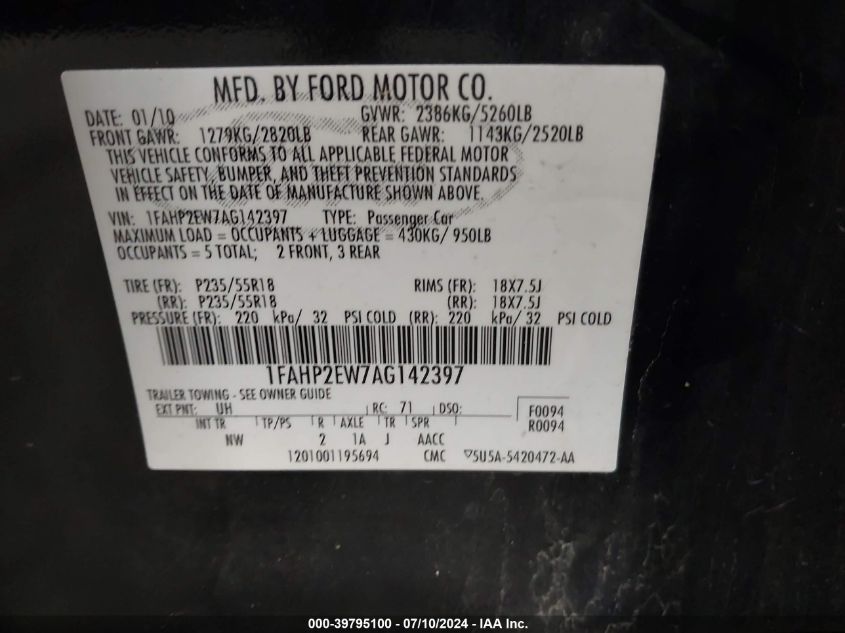 MFD. BY FORD MOTOR CO.
DATE: 01/10 GVWR: 2386KG/5260LB
FRONT GAWR: 1279KG/2820LB REAR GAWR: 1143KG/2520LB
THIS VEHICLE CONFORMS TO ALL APPLICABLE FEDERAL MOTOR
VEHICLE SAFETY, BUMPER, AND THEFT PREVENTION STANDARDS
IN EFFECT ON THE DATE OF MANUFACTURE SHOWN ABOVE.
VIN: 1FAHP2EW7AG142397 TYPE: Passenger Car
MAXIMUM LOAD = OCCUPANTS + LUGGAGE = 430KG/ 950LB
OCCUPANTS = 5 TOTAL; 2 FRONT, 3 REAR
TIRE (FR): P235/55R18 RIMS (FR): 18X7.5J
(RR): P235/55R18 (RR): 18X7.5J
PRESSURE (FR): 220 kPa/ 32 PSI COLD (RR): 220 kPa/ 32 PSI COLD
1FAHP2EW7AG142397
TRAILER TOWING - SEE OWNER GUIDE
EXT PNT: UH RC: 71 DSO: F0094
INT TR TP/PS R AXLE TR SPR R0094
NW 2 1A J AACC
1201001195694 CMC ▽5U5A-5420472-AA
000-39795100 - 07/10/2024 - IAA Inc.